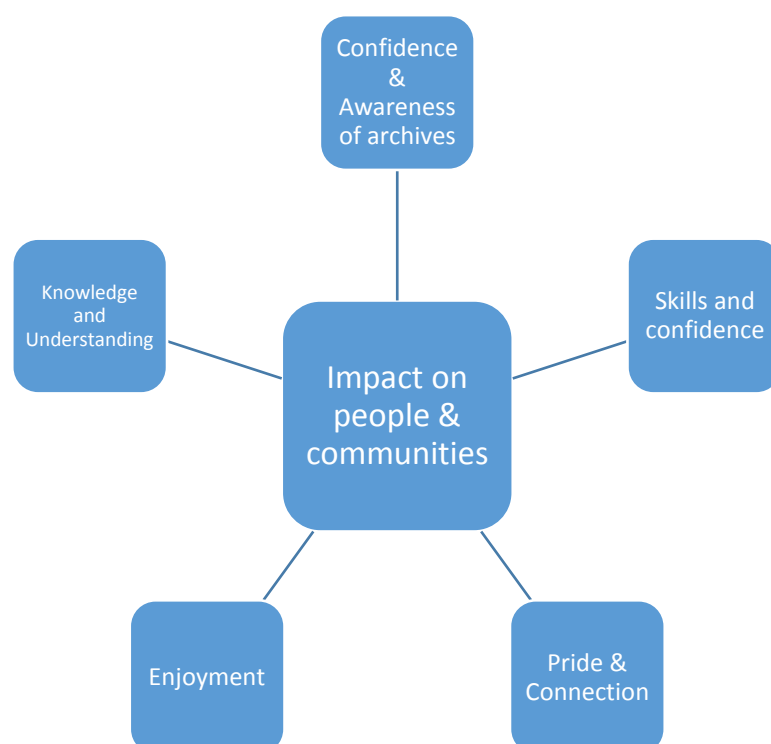 Confidence
&
Awareness
of archives
Knowledge
and
Understanding
Skills and
confidence
Impact on
people &
communities
Enjoyment
Pride &
Connection